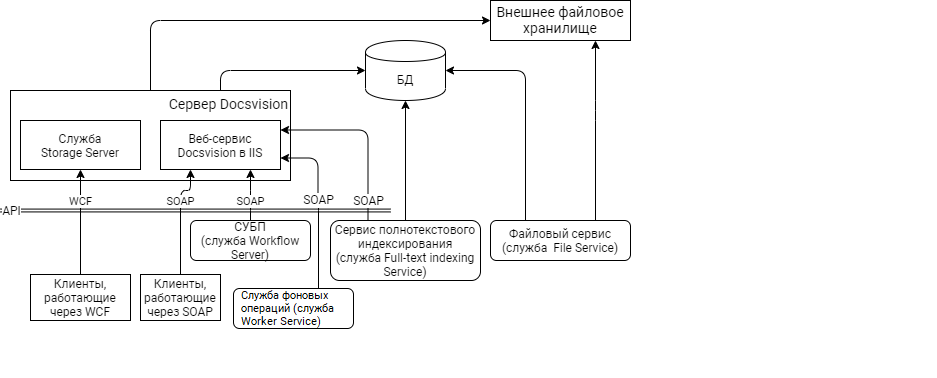 Внешнее файловое
хранилище
БД
Сервер Docsvision
Служба
Storage Server
Веб-сервис
Docsvision в IIS
WCF
SOAP
SOAP
SOAP
SOAP
API
СУБП
(служба Workflow
Server)
Сервис полнотекстового
индексирования
(служба Full-text indexing
Service)
Файловый сервис
(служба File Service)
Клиенты,
работающие
через WCF
Клиенты,
работающие
через SOAP
Служба фоновых
операций (служба
Worker Service)